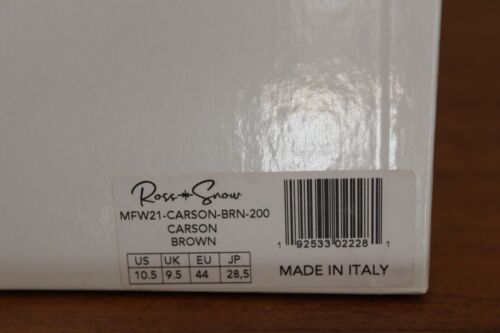 Ross*Snow
MFW21-CARSON-BRN-200
CARSON
BROWN
US UK EU JP
10.5 9.5 44 28,5
1 92533 02228 1
MADE IN ITALY